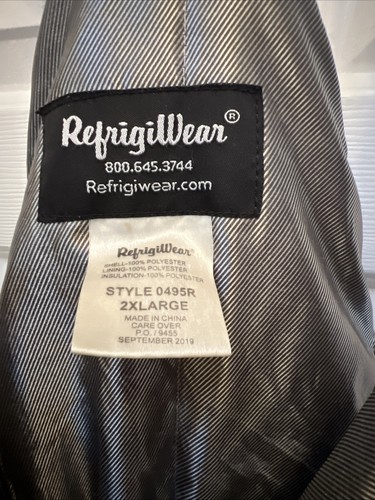 RefrigiWear®
800.645.3744
Refrigiwear.com
RefrigiWear®
SHELL-100% POLYESTER
LINING-100% POLYESTER
INSULATION-100% POLYESTER
STYLE 0495R
2XLARGE
MADE IN CHINA
CARE OVER
P.O. / 9455
SEPTEMBER 2019